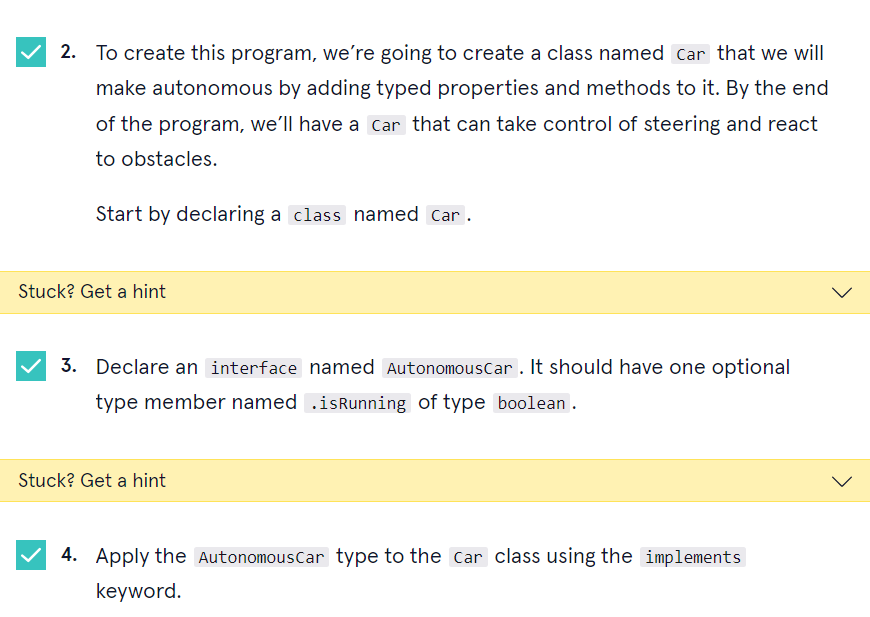 2. To create this program, we’re going to create a class named Car that we will
make autonomous by adding typed properties and methods to it. By the end
of the program, we’ll have a Car that can take control of steering and react
to obstacles.
Start by declaring a class named Car.
Stuck? Get a hint
3. Declare an interface named AutonomousCar. It should have one optional
type member named .isRunning of type boolean.
Stuck? Get a hint
4. Apply the AutonomousCar type to the Car class using the implements
keyword.